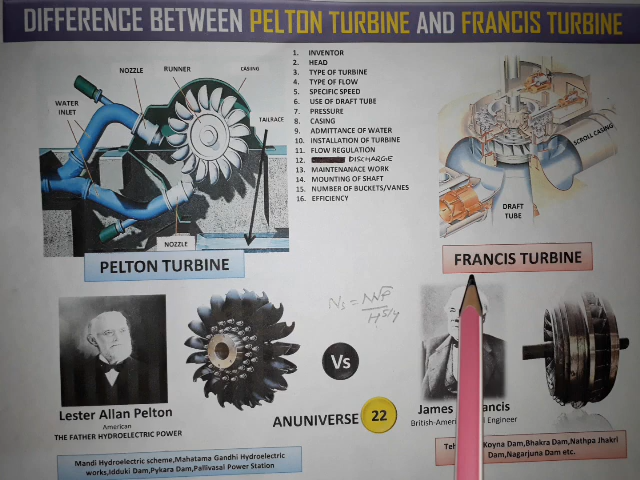 DIFFERENCE BETWEEN PELTON TURBINE AND FRANCIS TURBINE
NOZZLE
RUNNER
CASING
WATER
INLET
TAILRACE
NOZZLE
PELTON TURBINE
1. INVENTOR
2. HEAD
3. TYPE OF TURBINE
4. TYPE OF FLOW
5. SPECIFIC SPEED
6. USE OF DRAFT TUBE
7. PRESSURE
8. CASING
9. ADMITTANCE OF WATER
10. INSTALLATION OF TURBINE
11. FLOW REGULATION
12. DISCHARGE
13. MAINTENANACE WORK
14. MOUNTING OF SHAFT
15. NUMBER OF BUCKETS/VANES
16. EFFICIENCY
SCROLL CASING
DRAFT
TUBE
FRANCIS TURBINE
Ns = N√P
H^5/4
Vs
Lester Allan Pelton
American
THE FATHER HYDROELECTRIC POWER
Mandi Hydroelectric scheme,Mahatama Gandhi Hydroelectric
works,Idduki Dam,Pykara Dam,Pallivasal Power Station
ANUNIVERSE 22
James ancis
British-Amer Engineer
Koyna Dam,Bhakra Dam,Nathpa Jhakri
Dam,Nagarjuna Dam etc.